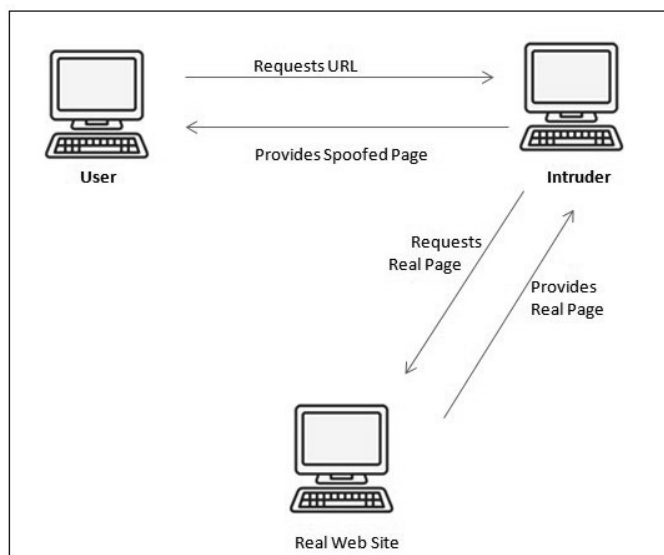 Requests URL
Provides Spoofed Page
User
Intruder
Requests
Real Page
Provides
Real Page
Real Web Site